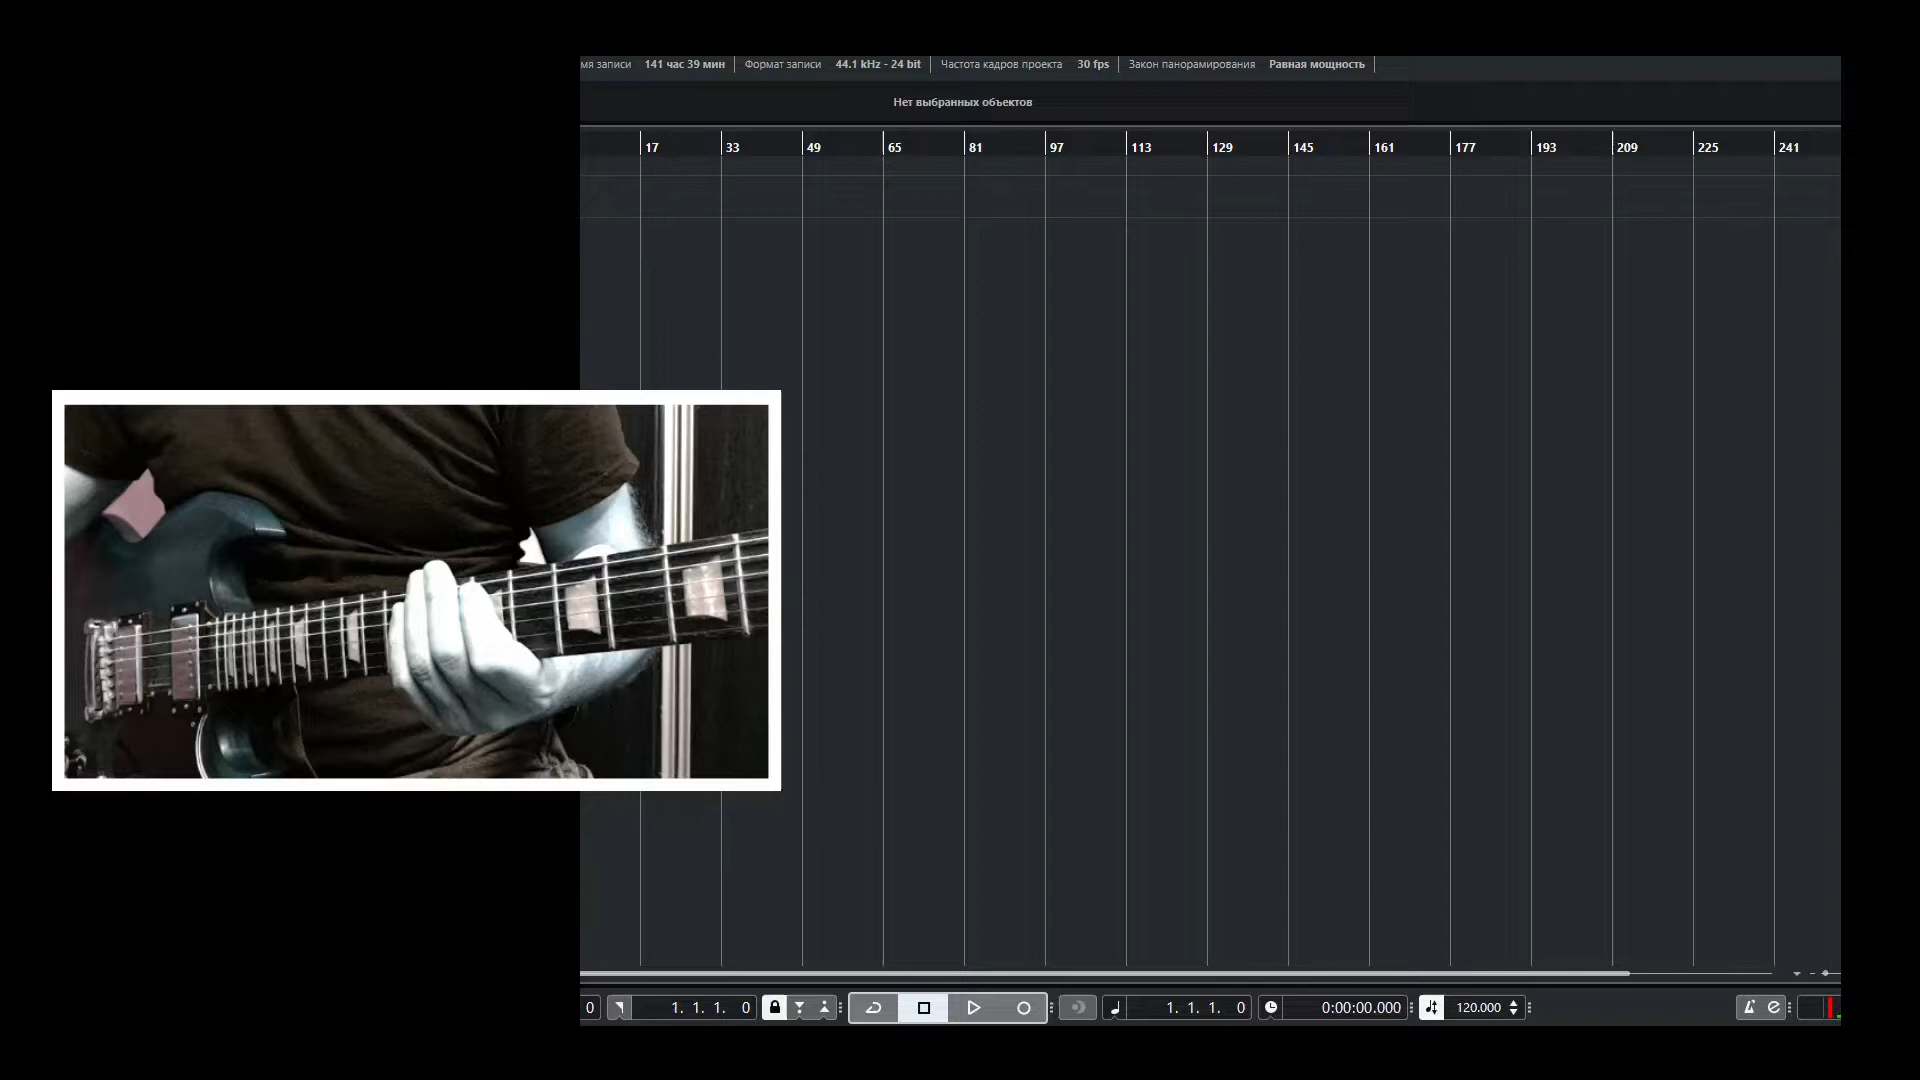 мя записи 141 час 39 мин Формат записи 44.1 kHz - 24 bit Частота кадров проекта 30 fps Закон панорамирования Равная мощность
Нет выбранных объектов
17 33 49 65 81 97 113 129 145 161 177 193 209 225 241
0 1. 1. 1. 0 1. 1. 1. 0 0:00:00.000 120.000